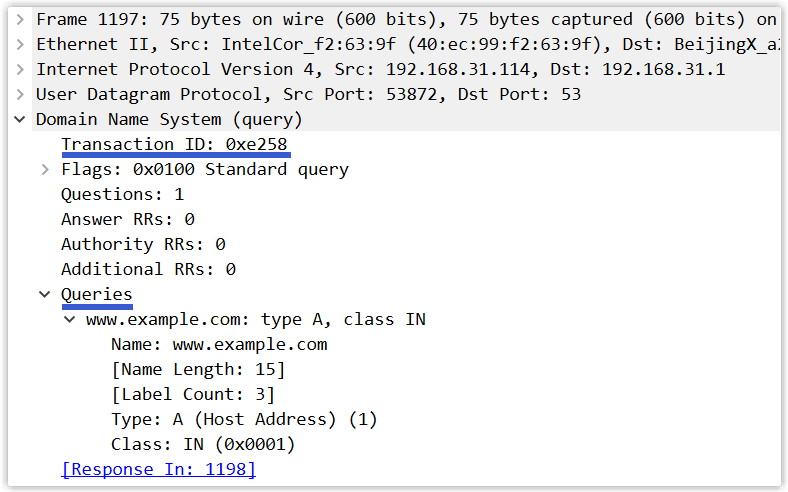 Frame 1197: 75 bytes on wire (600 bits), 75 bytes captured (600 bits) on
Ethernet II, Src: IntelCor_f2:63:9f (40:ec:99:f2:63:9f), Dst: BeijingX_a2
Internet Protocol Version 4, Src: 192.168.31.114, Dst: 192.168.31.1
User Datagram Protocol, Src Port: 53872, Dst Port: 53
Domain Name System (query)
Transaction ID: 0xe258
Flags: 0x0100 Standard query
Questions: 1
Answer RRs: 0
Authority RRs: 0
Additional RRs: 0
Queries
www.example.com: type A, class IN
Name: www.example.com
[Name Length: 15]
[Label Count: 3]
Type: A (Host Address) (1)
Class: IN (0x0001)
[Response In: 1198]